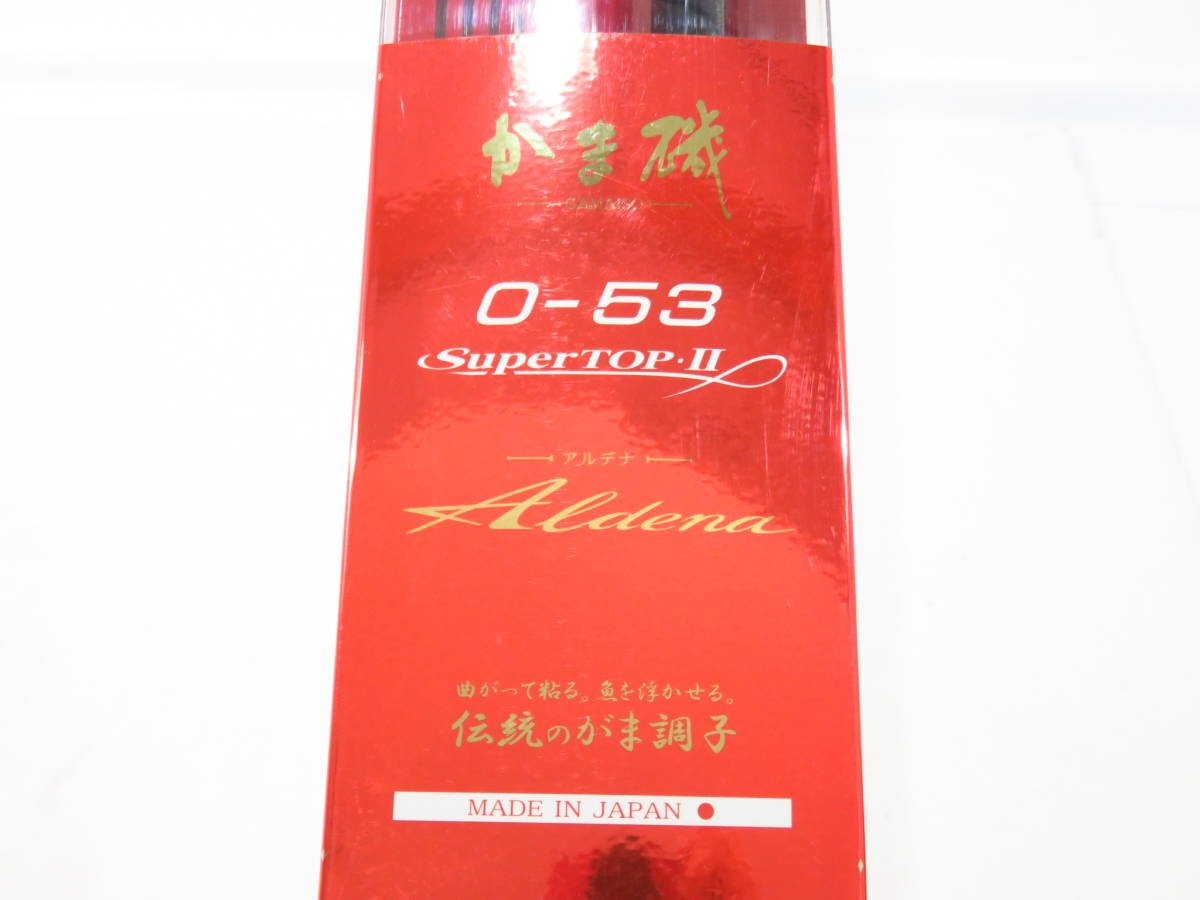 がま磯
GAMAISO
0-53
SuperTOP・II
アルデナ
Aldena
曲がって粘る。魚を浮かせる。
伝統のがま調子
MADE IN JAPAN